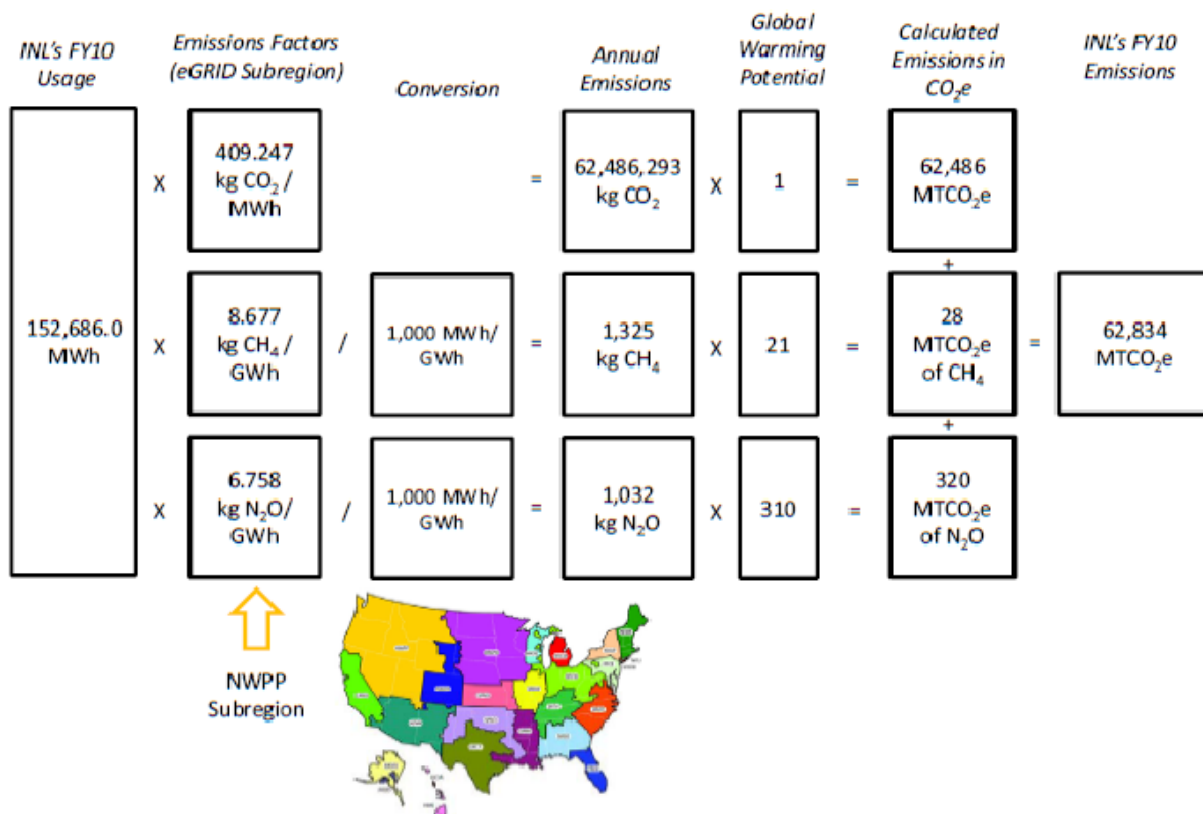 INL's FY10
Usage
Emissions Factors
(eGRID Subregion)
Conversion
Annual
Emissions
Global
Warming
Potential
Calculated
Emissions in
CO₂e
INL's FY10
Emissions
152,686.0
MWh
X
409.247
kg CO₂/
MWh
=
62,486,293
kg CO₂
X
1
=
62,486
MTCO₂e
+
X
8.677
kg CH₄/
GWh
/
1,000 MWh/
GWh
=
1,325
kg CH₄
X
21
=
28
MTCO₂e
of CH₄
=
62,834
MTCO₂e
+
X
6.758
kg N₂O/
GWh
/
1,000 MWh/
GWh
=
1,032
kg N₂O
X
310
=
320
MTCO₂e
of N₂O
NWPP
Subregion